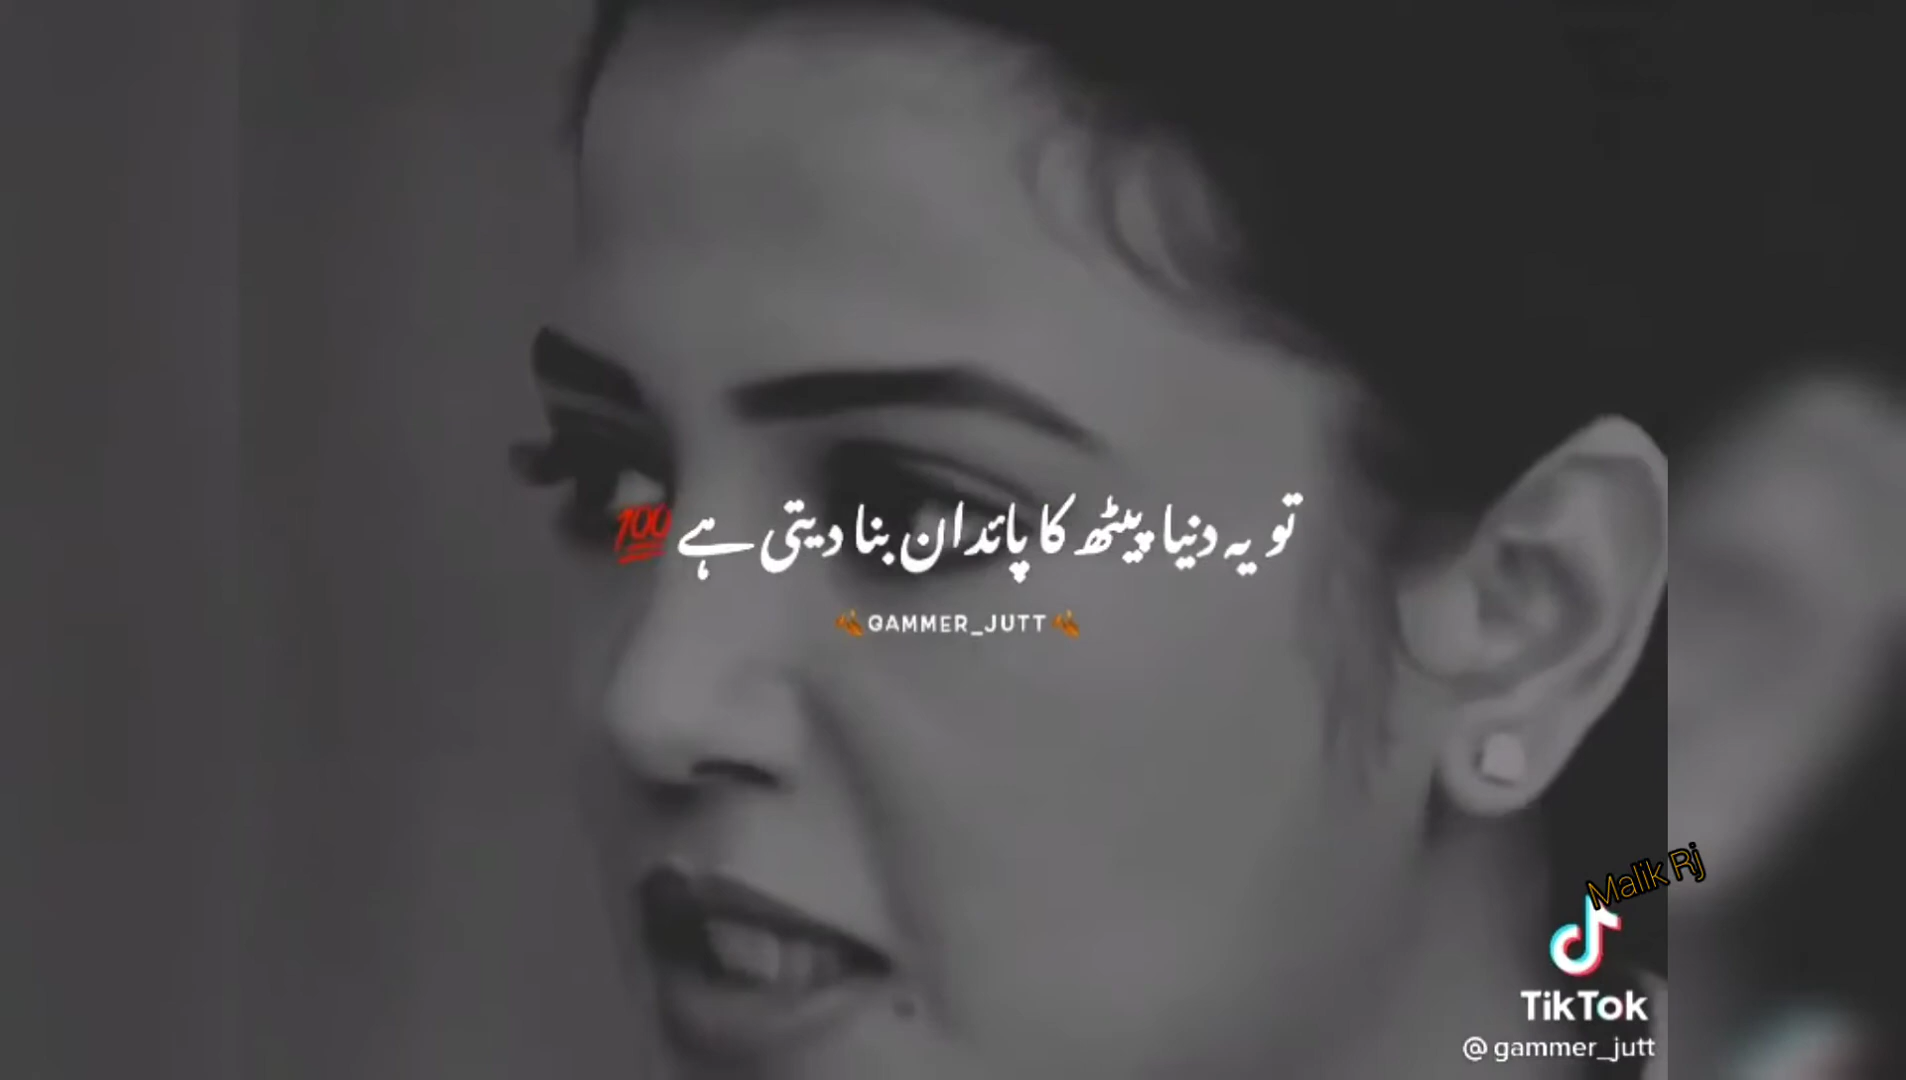 تو یہ دنیا پیٹھ کا پائدان بنا دیتی ہے 💯
GAMMER_JUTT
Malik Rj
TikTok
@gammer_jutt